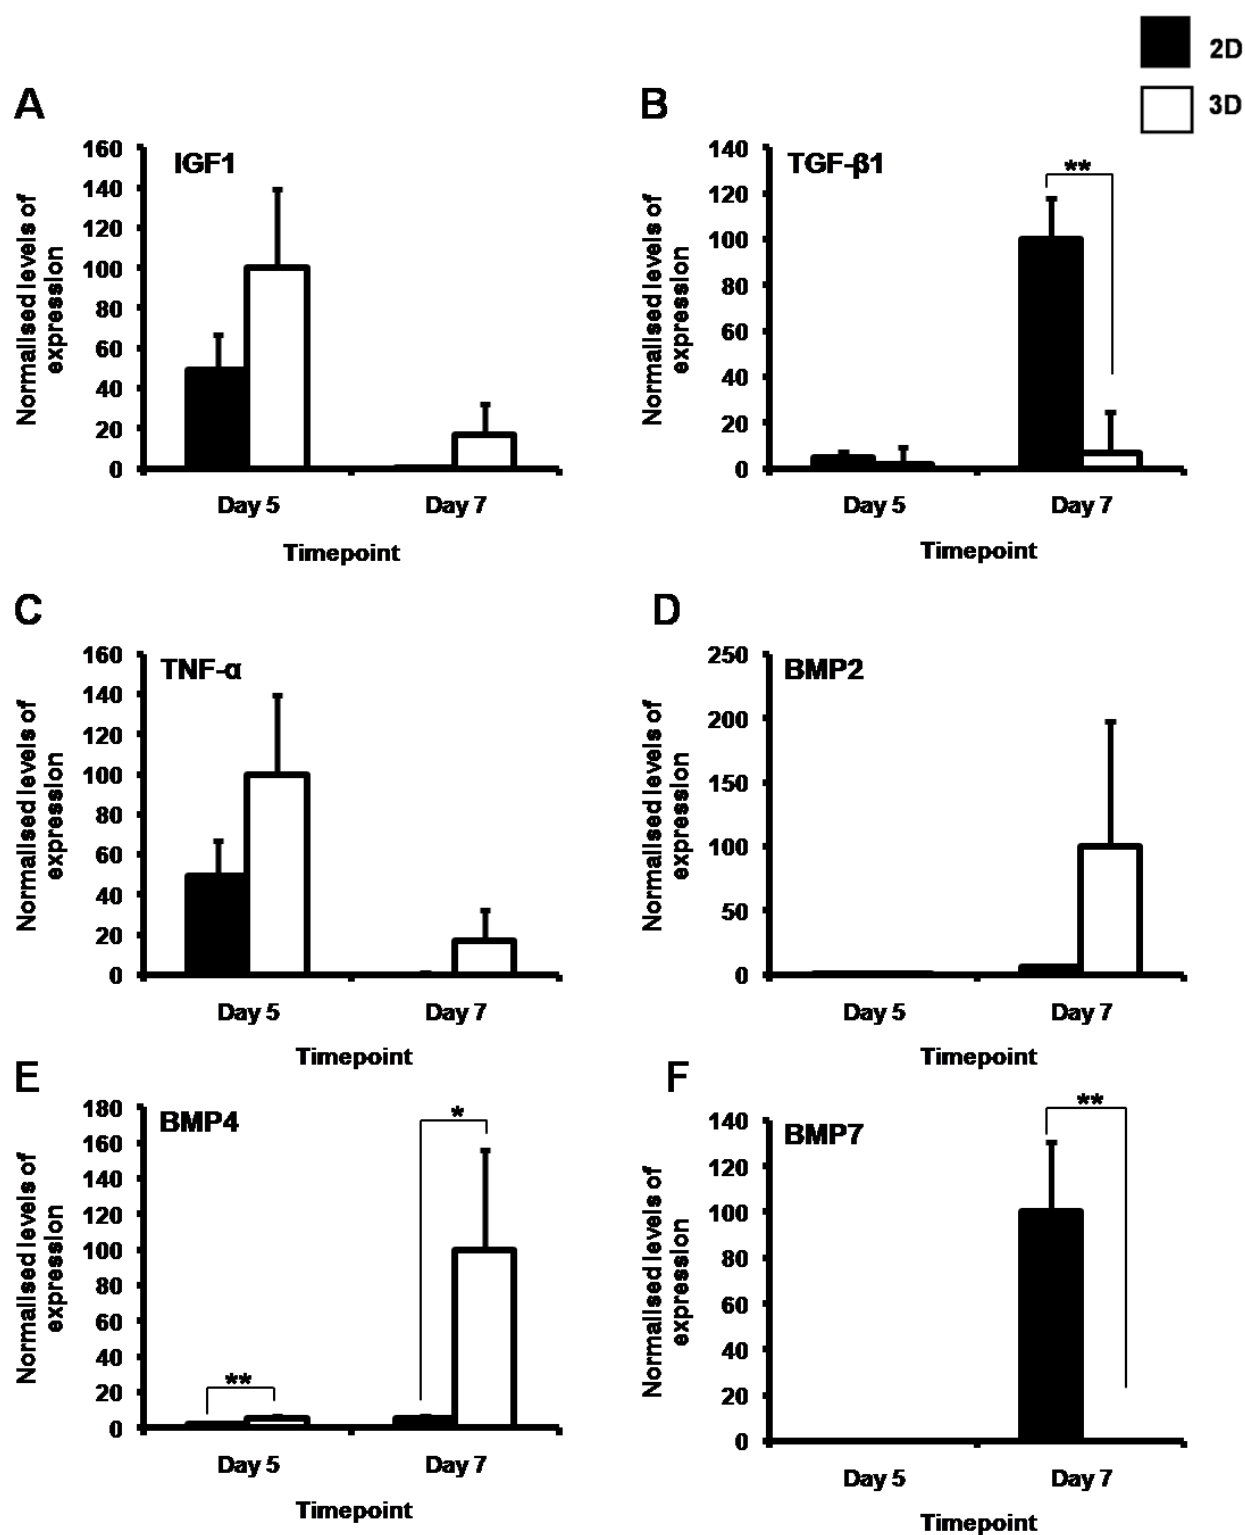 2D
3D
A
IGF1
Normalised levels of
expression
160
140
120
100
80
60
40
20
0
Day 5
Day 7
Timepoint
B
TGF-β1
**
Normalised levels of
expression
140
120
100
80
60
40
20
0
Day 5
Day 7
Timepoint
C
TNF-α
Normalised levels of
expression
160
140
120
100
80
60
40
20
0
Day 5
Day 7
Timepoint
D
BMP2
Normalised levels of
expression
250
200
150
100
50
0
Day 5
Day 7
Timepoint
E
BMP4
**
*
Normalised levels of
expression
180
160
140
120
100
80
60
40
20
0
Day 5
Day 7
Timepoint
F
BMP7
**
Normalised levels of
expression
140
120
100
80
60
40
20
0
Day 5
Day 7
Timepoint